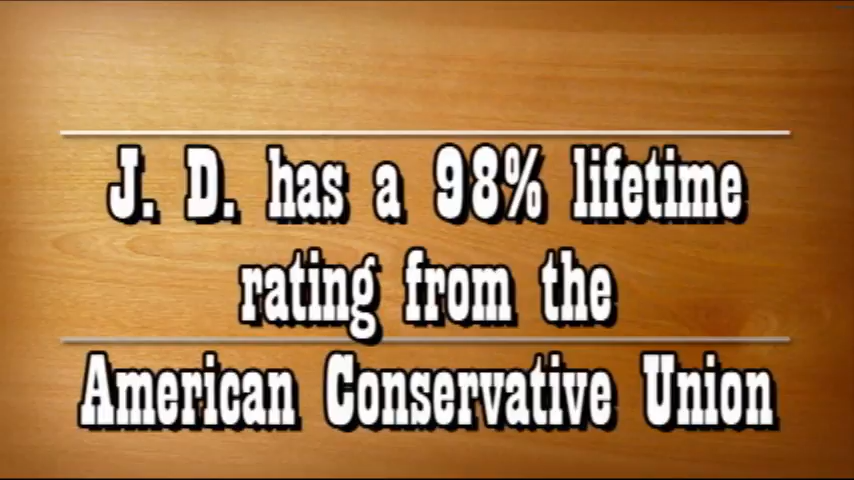 J. D. has a 98% lifetime
rating from the
American Conservative Union